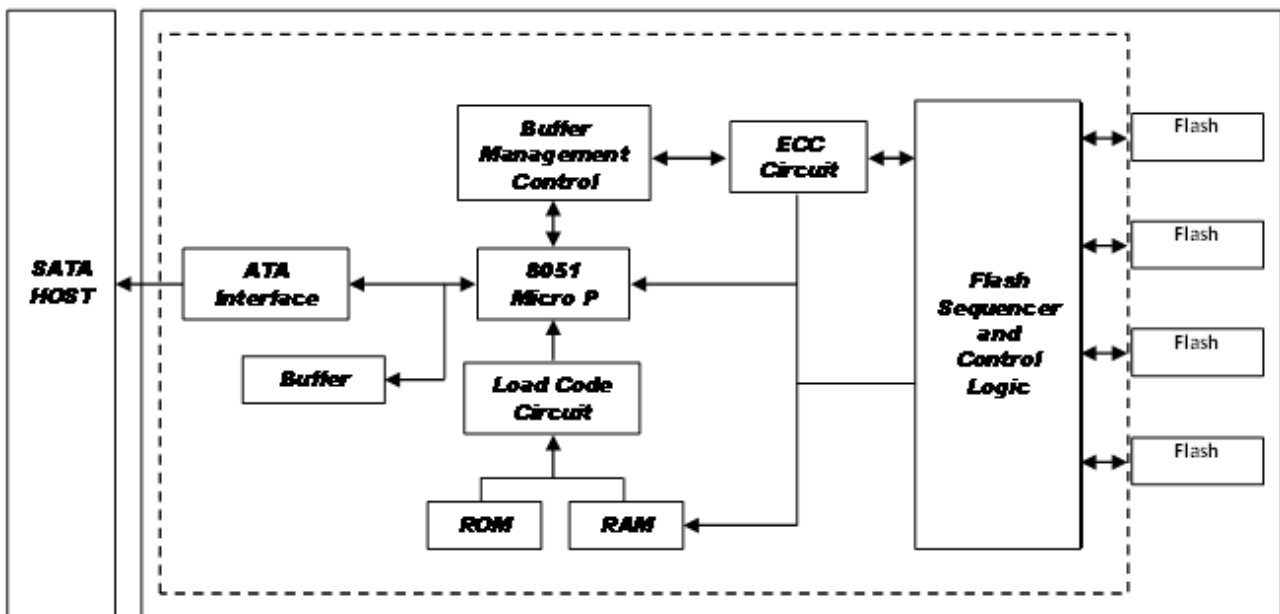 SATA
HOST
ATA
Interface
Buffer
Buffer
Management
Control
8051
Micro P
Load Code
Circuit
ROM
RAM
ECC
Circuit
Flash
Sequencer
and
Control
Logic
Flash
Flash
Flash
Flash